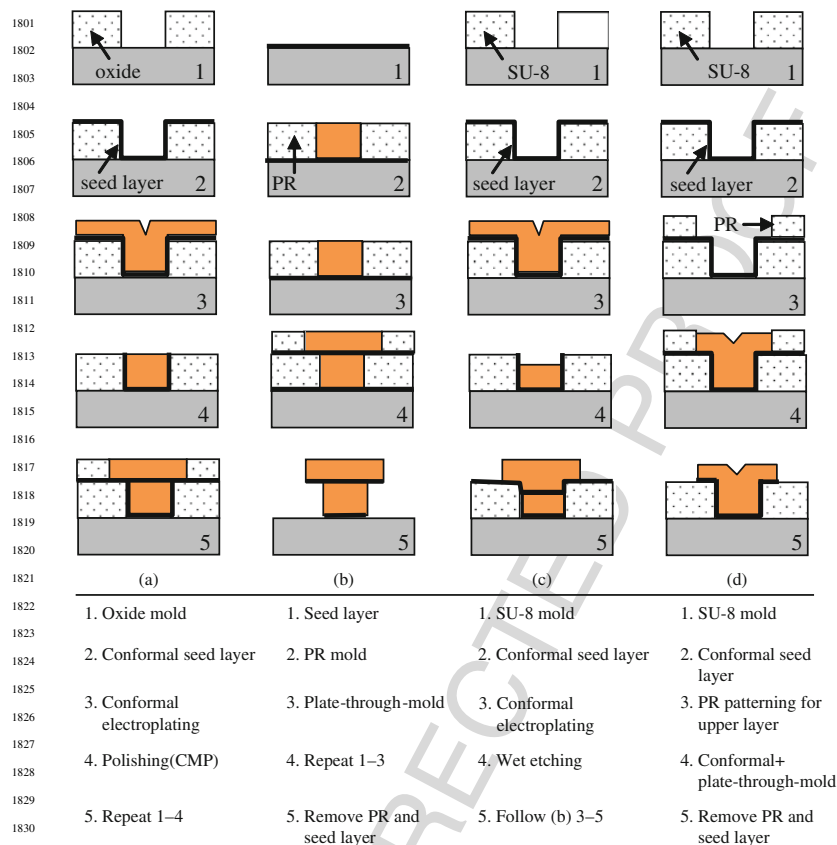 1801
1802
1803
1804
1805
1806
1807
1808
1809
1810
1811
1812
1813
1814
1815
1816
1817
1818
1819
1820
1821
1822
1823
1824
1825
1826
1827
1828
1829
1830
oxide 1
1
SU-8 1
SU-8 1
seed layer 2
PR 2
seed layer 2
seed layer 2
3
3
3
PR 3
4
4
4
4
5
5
5
5
(a) (b) (c) (d)
1. Oxide mold
2. Conformal seed layer
3. Conformal
electroplating
4. Polishing(CMP)
5. Repeat 1–4
1. Seed layer
2. PR mold
3. Plate-through-mold
4. Repeat 1–3
5. Remove PR and
seed layer
1. SU-8 mold
2. Conformal seed layer
3. Conformal
electroplating
4. Wet etching
5. Follow (b) 3–5
1. SU-8 mold
2. Conformal seed
layer
3. PR patterning for
upper layer
4. Conformal+
plate-through-mold
5. Remove PR and
seed layer
RECTED PROOF